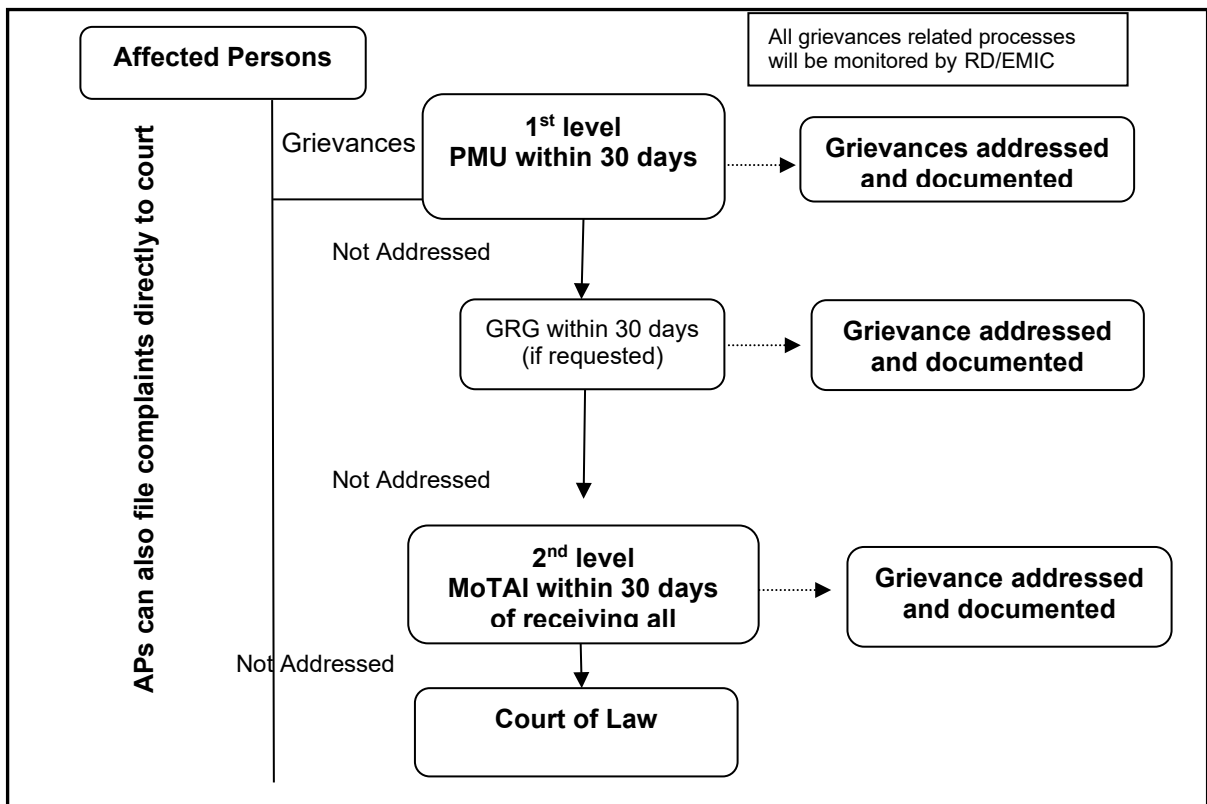 Affected Persons
All grievances related processes
will be monitored by RD/EMIC
APs can also file complaints directly to court
Grievances
1st level
PMU within 30 days
Grievances addressed
and documented
Not Addressed
GRG within 30 days
(if requested)
Grievance addressed
and documented
Not Addressed
2nd level
MoTAI within 30 days
of receiving all
Grievance addressed
and documented
Not Addressed
Court of Law